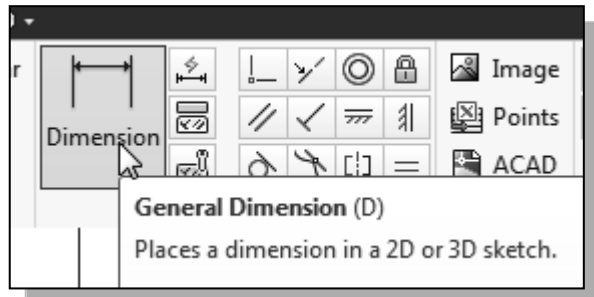 r
Image
Dimension
Points
ACAD
General Dimension (D)
Places a dimension in a 2D or 3D sketch.